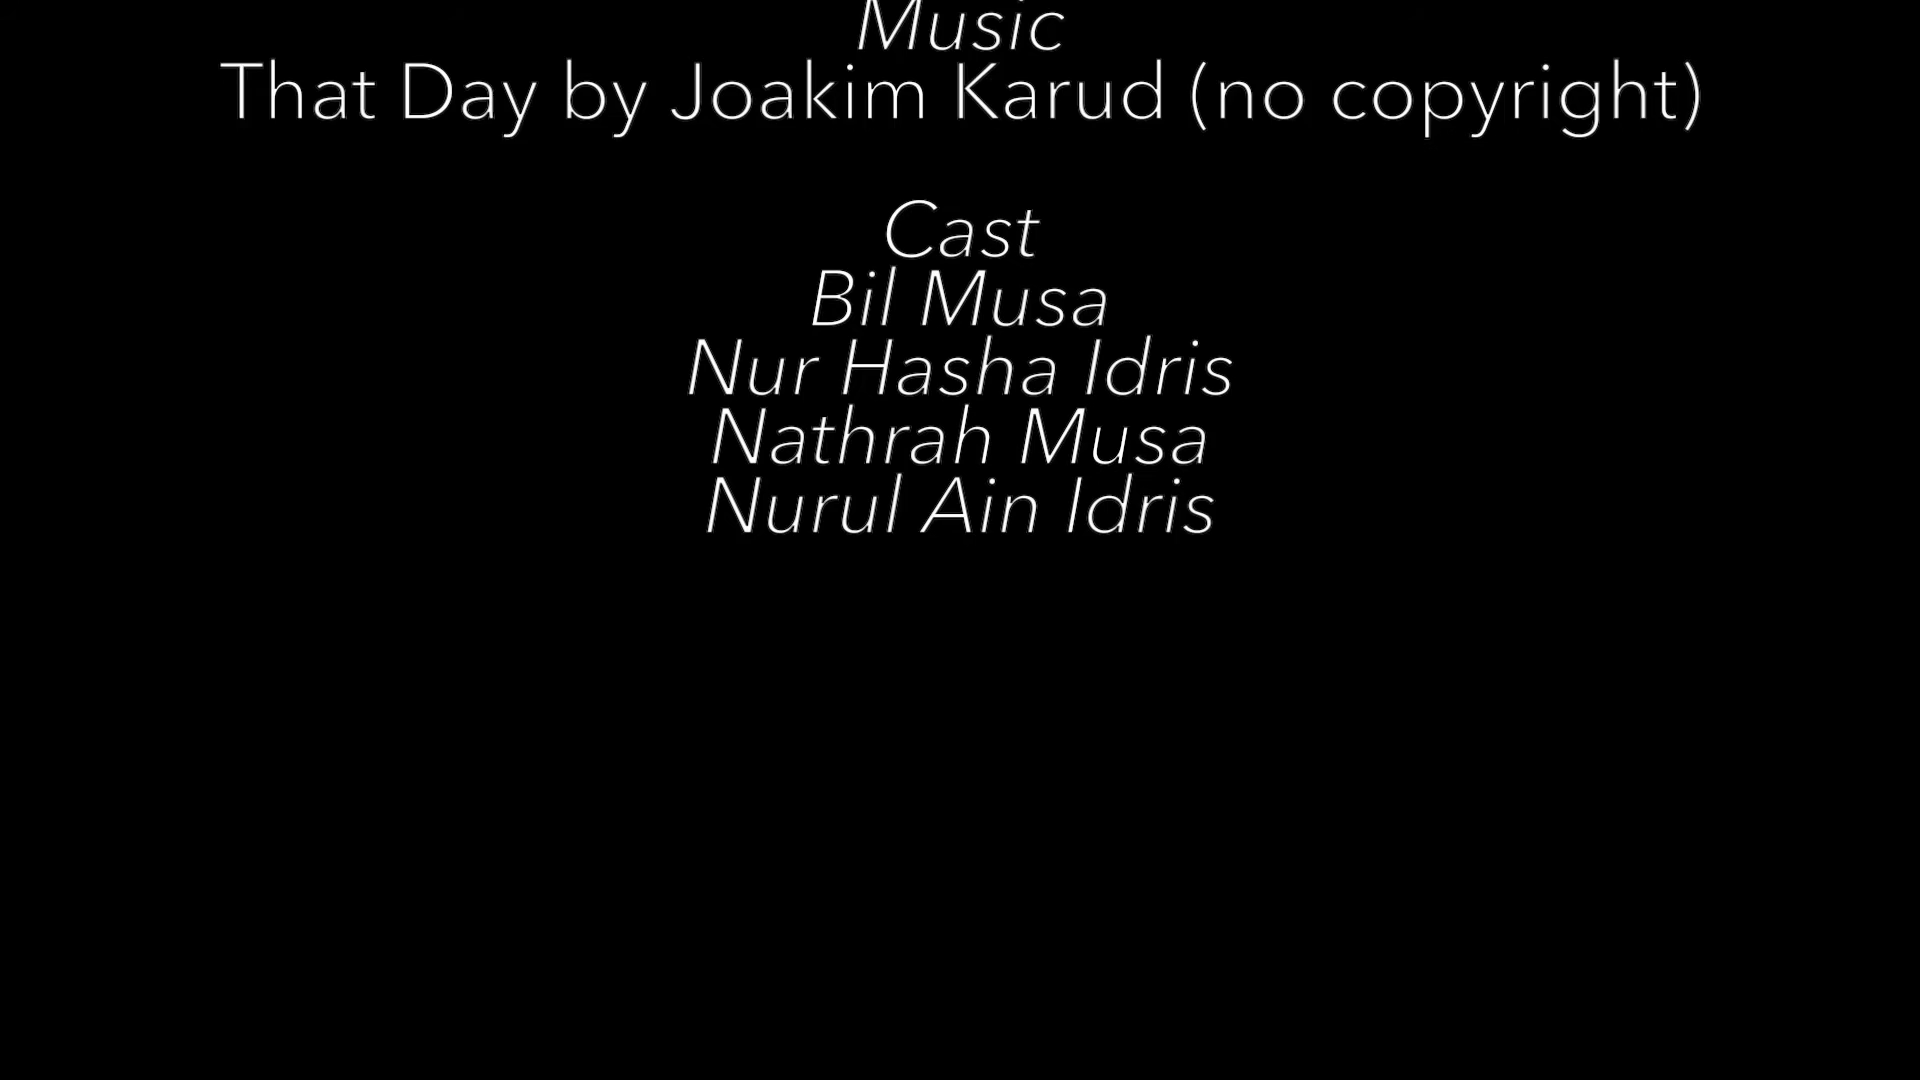 Music
That Day by Joakim Karud (no copyright)
Cast
Bil Musa
Nur Hasha Idris
Nathrah Musa
Nurul Ain Idris